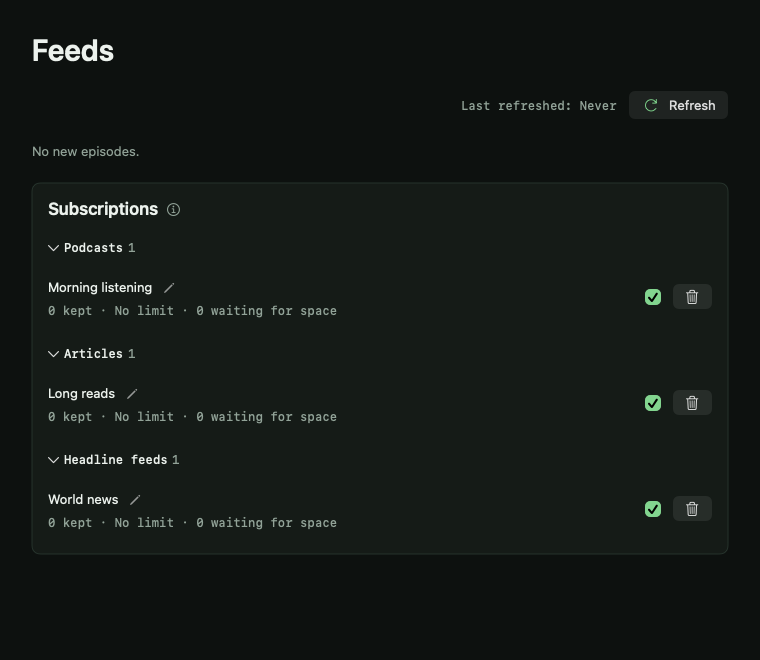 Feeds
Last refreshed: Never
Refresh
No new episodes.
Subscriptions
Podcasts 1
Morning listening
0 kept · No limit · 0 waiting for space
Articles 1
Long reads
0 kept · No limit · 0 waiting for space
Headline feeds 1
World news
0 kept · No limit · 0 waiting for space